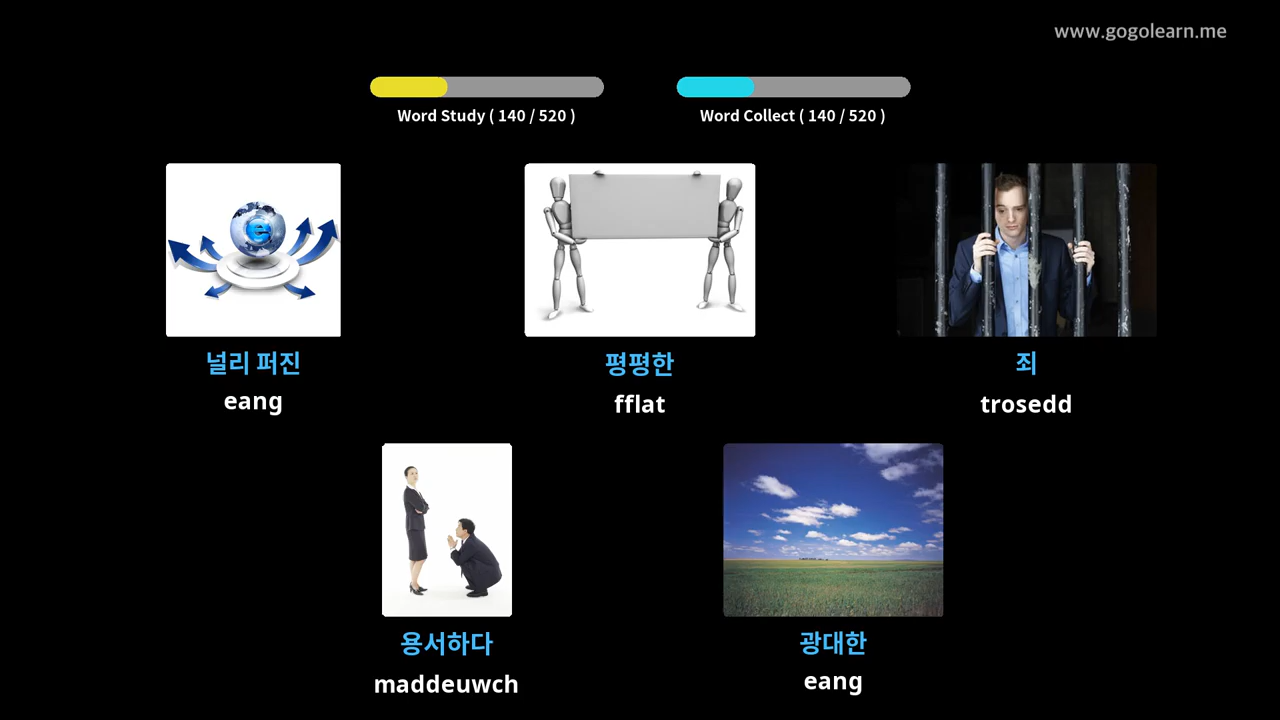 www.gogolearn.me
Word Study ( 140 / 520 )
Word Collect ( 140 / 520 )
널리 퍼진
eang
평평한
fflat
죄
trosedd
용서하다
maddeuwch
광대한
eang